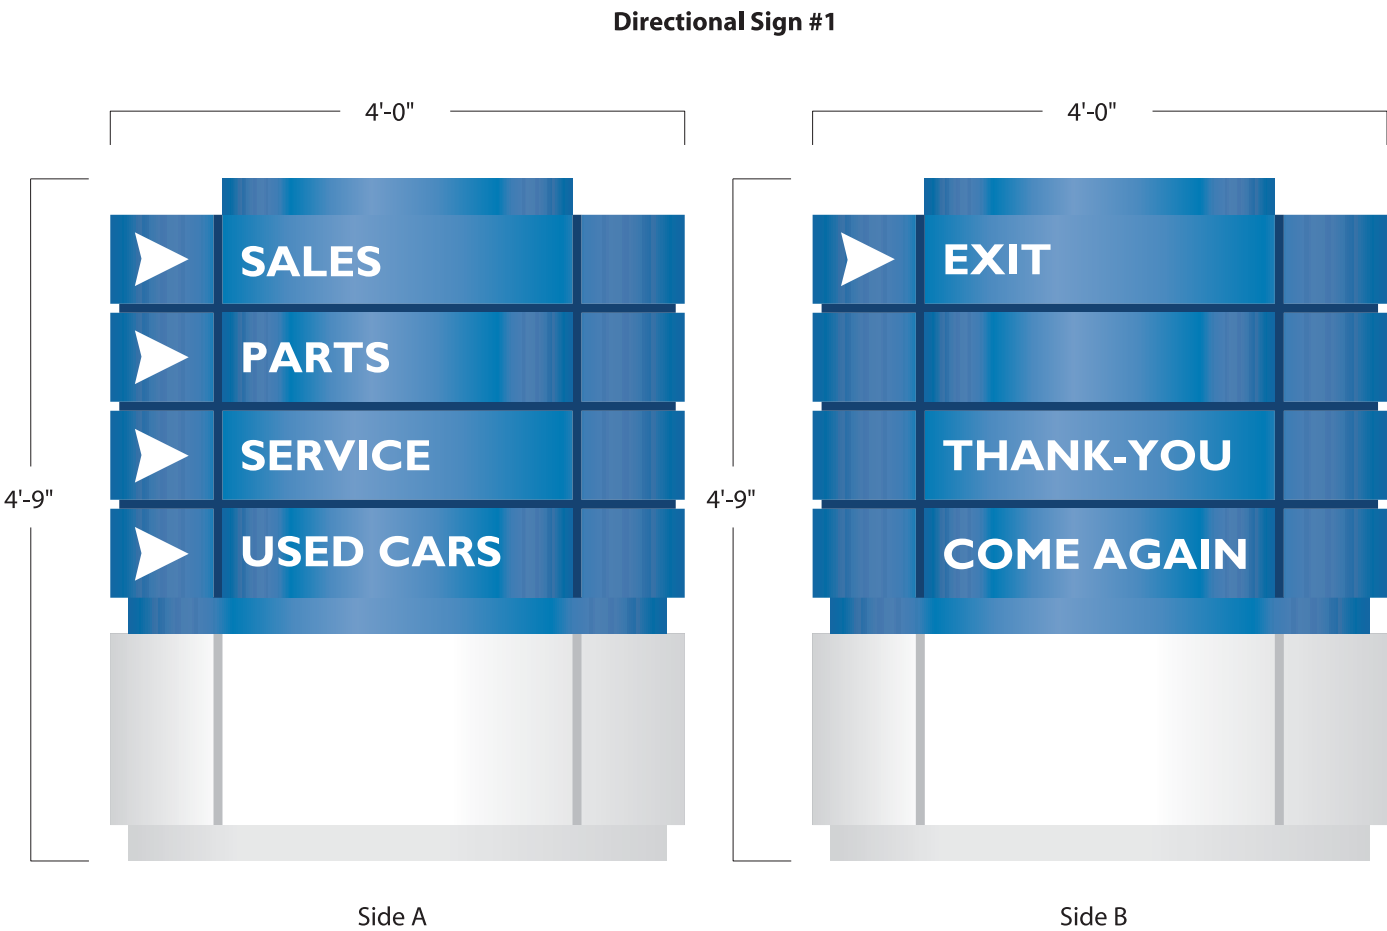 Directional Sign #1
4'-0"
4'-0"
SALES
PARTS
SERVICE
USED CARS
4'-9"
EXIT
THANK-YOU
COME AGAIN
4'-9"
Side A
Side B